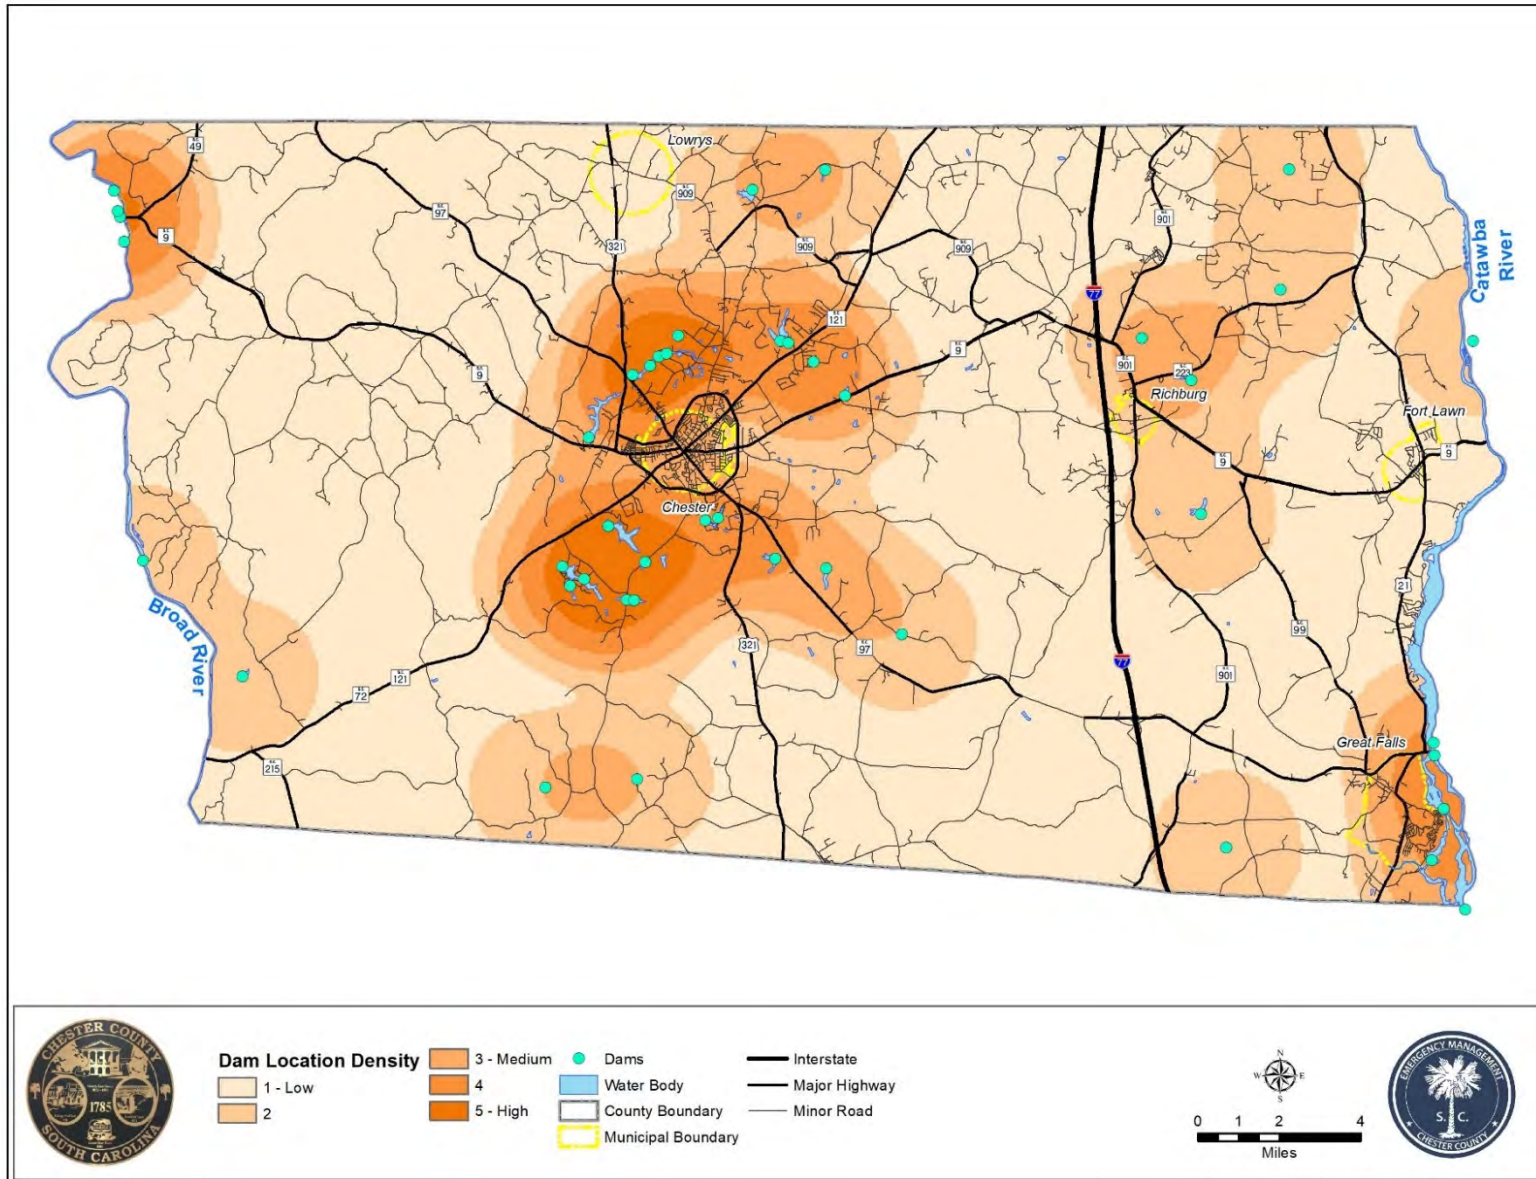 Lowrys
49
S.C.
909
S.C.
97
S.C.
901
S.C.
9
321
S.C.
909
S.C.
909
Catawba
River
77
S.C.
121
S.C.
9
S.C.
9
S.C.
901
S.C.
223
Richburg
Fort Lawn
S.C.
9
S.C.
9
Chester
21
Broad River
S.C.
99
321
S.C.
97
77
S.C.
901
S.C.
121
S.C.
72
Great Falls
S.C.
215
CHESTER COUNTY
1785
SOUTH CAROLINA
Dam Location Density
1 - Low
2
3 - Medium
4
5 - High
Dams
Water Body
County Boundary
Municipal Boundary
Interstate
Major Highway
Minor Road
N
W E
S
0 1 2 4
Miles
EMERGENCY MANAGEMENT
S. C.
CHESTER COUNTY